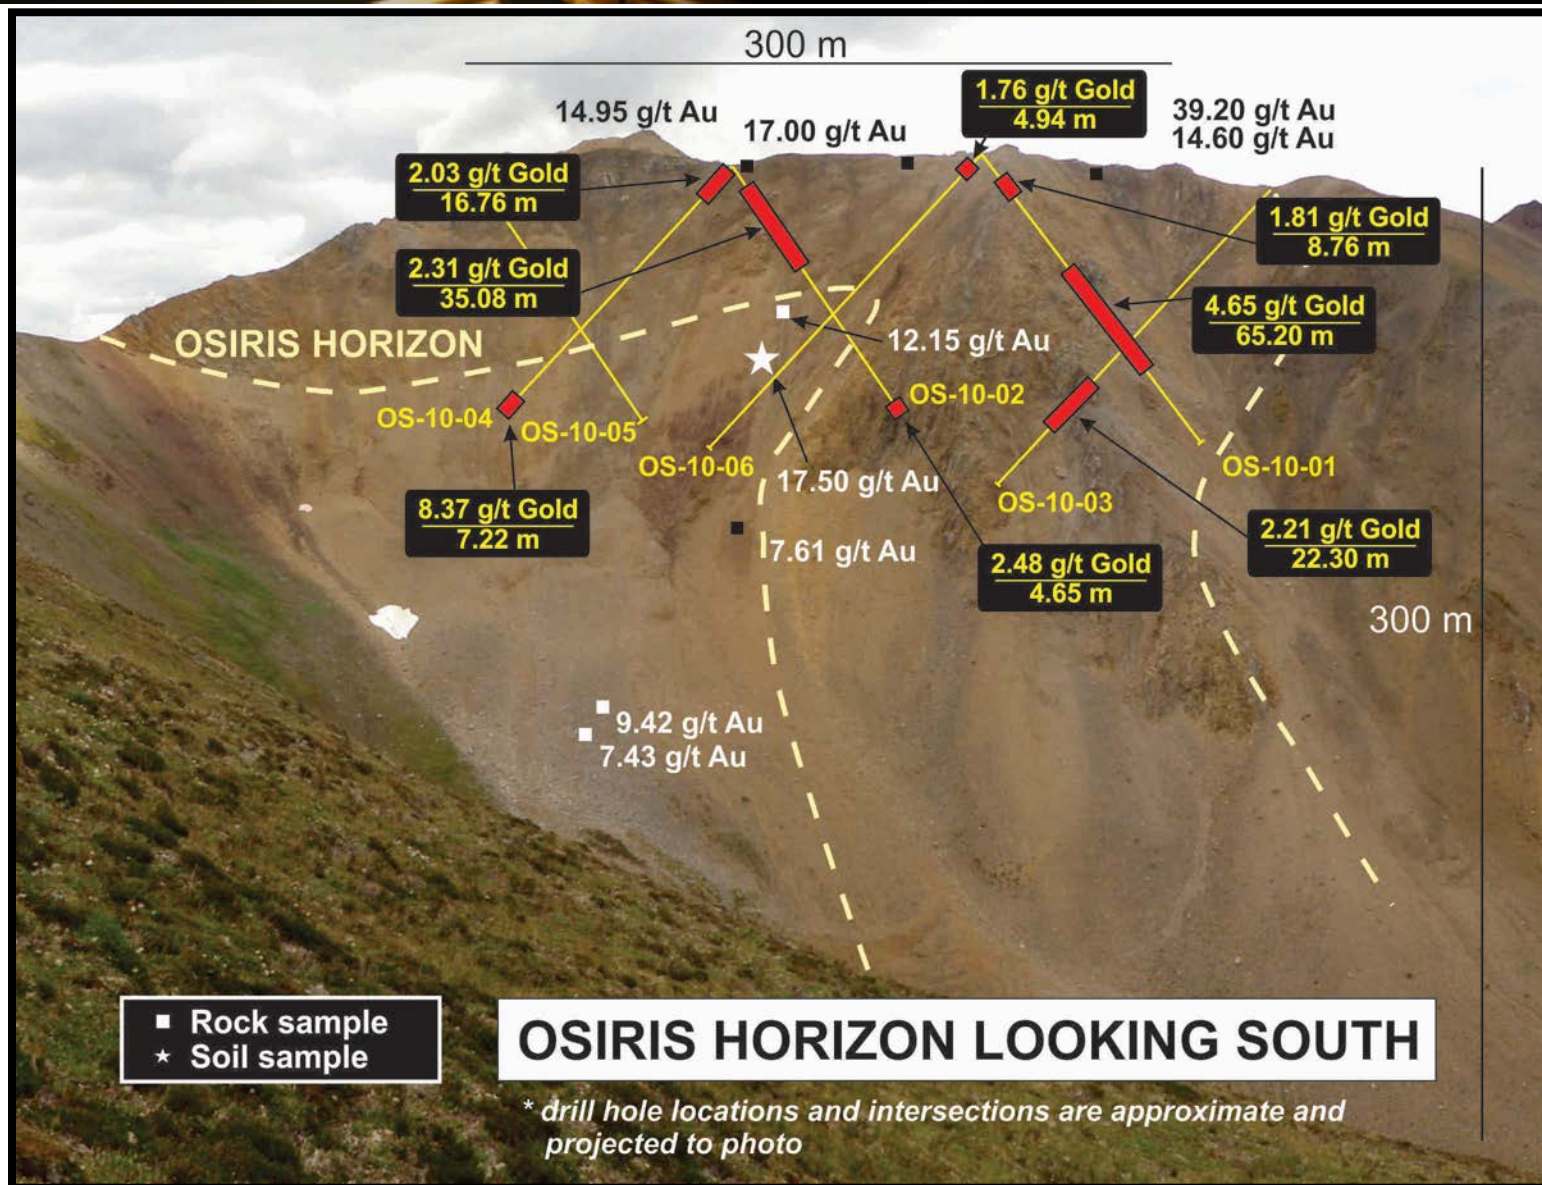 300 m
14.95 g/t Au
17.00 g/t Au
1.76 g/t Gold
4.94 m
39.20 g/t Au
14.60 g/t Au
2.03 g/t Gold
16.76 m
1.81 g/t Gold
8.76 m
2.31 g/t Gold
35.08 m
4.65 g/t Gold
65.20 m
OSIRIS HORIZON
12.15 g/t Au
OS-10-04
OS-10-05
OS-10-02
OS-10-06
OS-10-01
17.50 g/t Au
OS-10-03
8.37 g/t Gold
7.22 m
7.61 g/t Au
2.48 g/t Gold
4.65 m
2.21 g/t Gold
22.30 m
300 m
9.42 g/t Au
7.43 g/t Au
Rock sample
Soil sample
OSIRIS HORIZON LOOKING SOUTH
* drill hole locations and intersections are approximate and
projected to photo